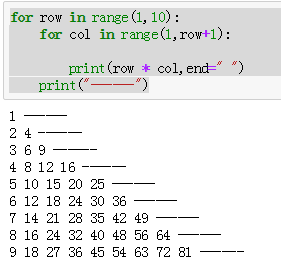 for row in range(1,10):
    for col in range(1,row+1):
        print(row * col,end=" ")
    print("-----")
1 -----
2 4 -----
3 6 9 -----
4 8 12 16 -----
5 10 15 20 25 -----
6 12 18 24 30 36 -----
7 14 21 28 35 42 49 -----
8 16 24 32 40 48 56 64 -----
9 18 27 36 45 54 63 72 81 -----